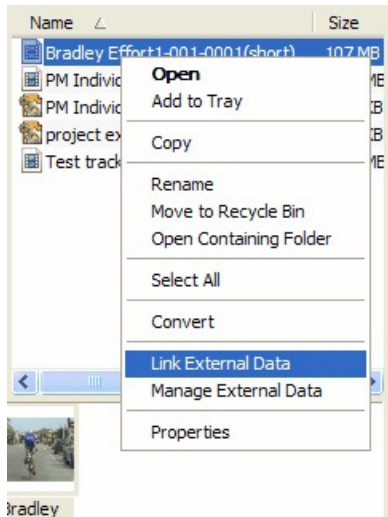 Name Size
Bradley Effort1-001-0001(short) 107 MB
PM Individ
PM Individ
project ex
Test track
Open
Add to Tray
Copy
Rename
Move to Recycle Bin
Open Containing Folder
Select All
Convert
Link External Data
Manage External Data
Properties
Bradley